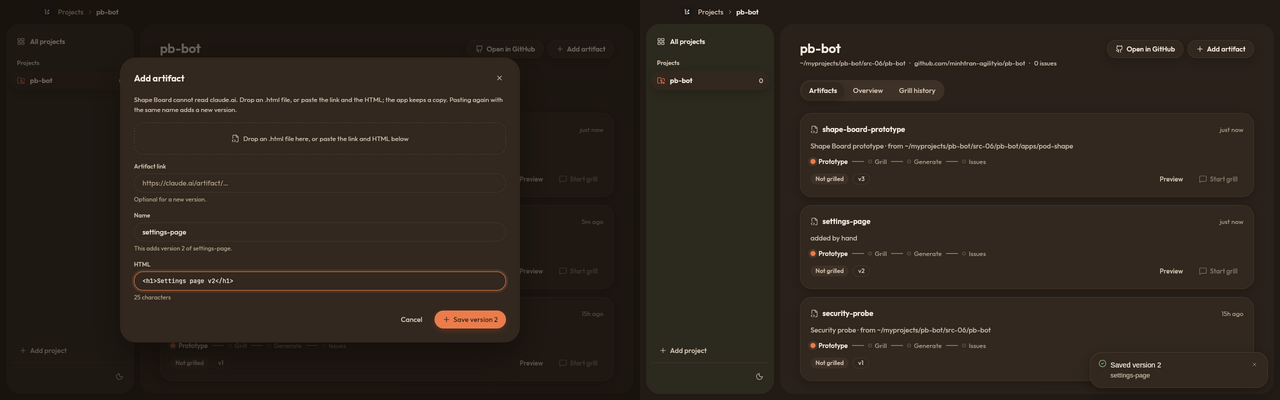 Projects > pb-bot
All projects
Projects
pb-bot
Add project
pb-bot
Open in GitHub
Add artifact
just now
Preview
Start grill
5m ago
Preview
Start grill
15h ago
Prototype Grill Generate Issues
Not grilled v1
Preview
Start grill
Add artifact
Shape Board cannot read claude.ai. Drop an .html file, or paste the link and the HTML; the app keeps a copy. Pasting again with
the same name adds a new version.
Drop an .html file here, or paste the link and HTML below
Artifact link
https://claude.ai/artifact/...
Optional for a new version.
Name
settings-page
This adds version 2 of settings-page.
HTML
<h1>Settings page v2</h1>
25 characters
Cancel
Save version 2
Projects > pb-bot
All projects
Projects
pb-bot 0
Add project
pb-bot
~/myprojects/pb-bot/src-06/pb-bot · github.com/minhtran-agilityio/pb-bot · 0 issues
Open in GitHub
Add artifact
Artifacts Overview Grill history
shape-board-prototype just now
Shape Board prototype · from ~/myprojects/pb-bot/src-06/pb-bot/apps/pod-shape
Prototype Grill Generate Issues
Not grilled v3 Preview Start grill
settings-page just now
added by hand
Prototype Grill Generate Issues
Not grilled v2 Preview Start grill
security-probe 15h ago
Security probe · from ~/myprojects/pb-bot/src-06/pb-bot
Prototype Grill Generate Issues
Not grilled v1
Saved version 2
settings-page